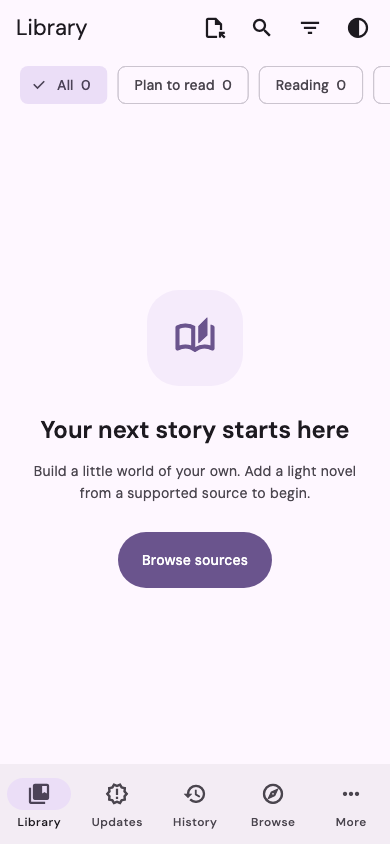 Library
All 0
Plan to read 0
Reading 0
Your next story starts here
Build a little world of your own. Add a light novel
from a supported source to begin.
Browse sources
Library
Updates
History
Browse
More